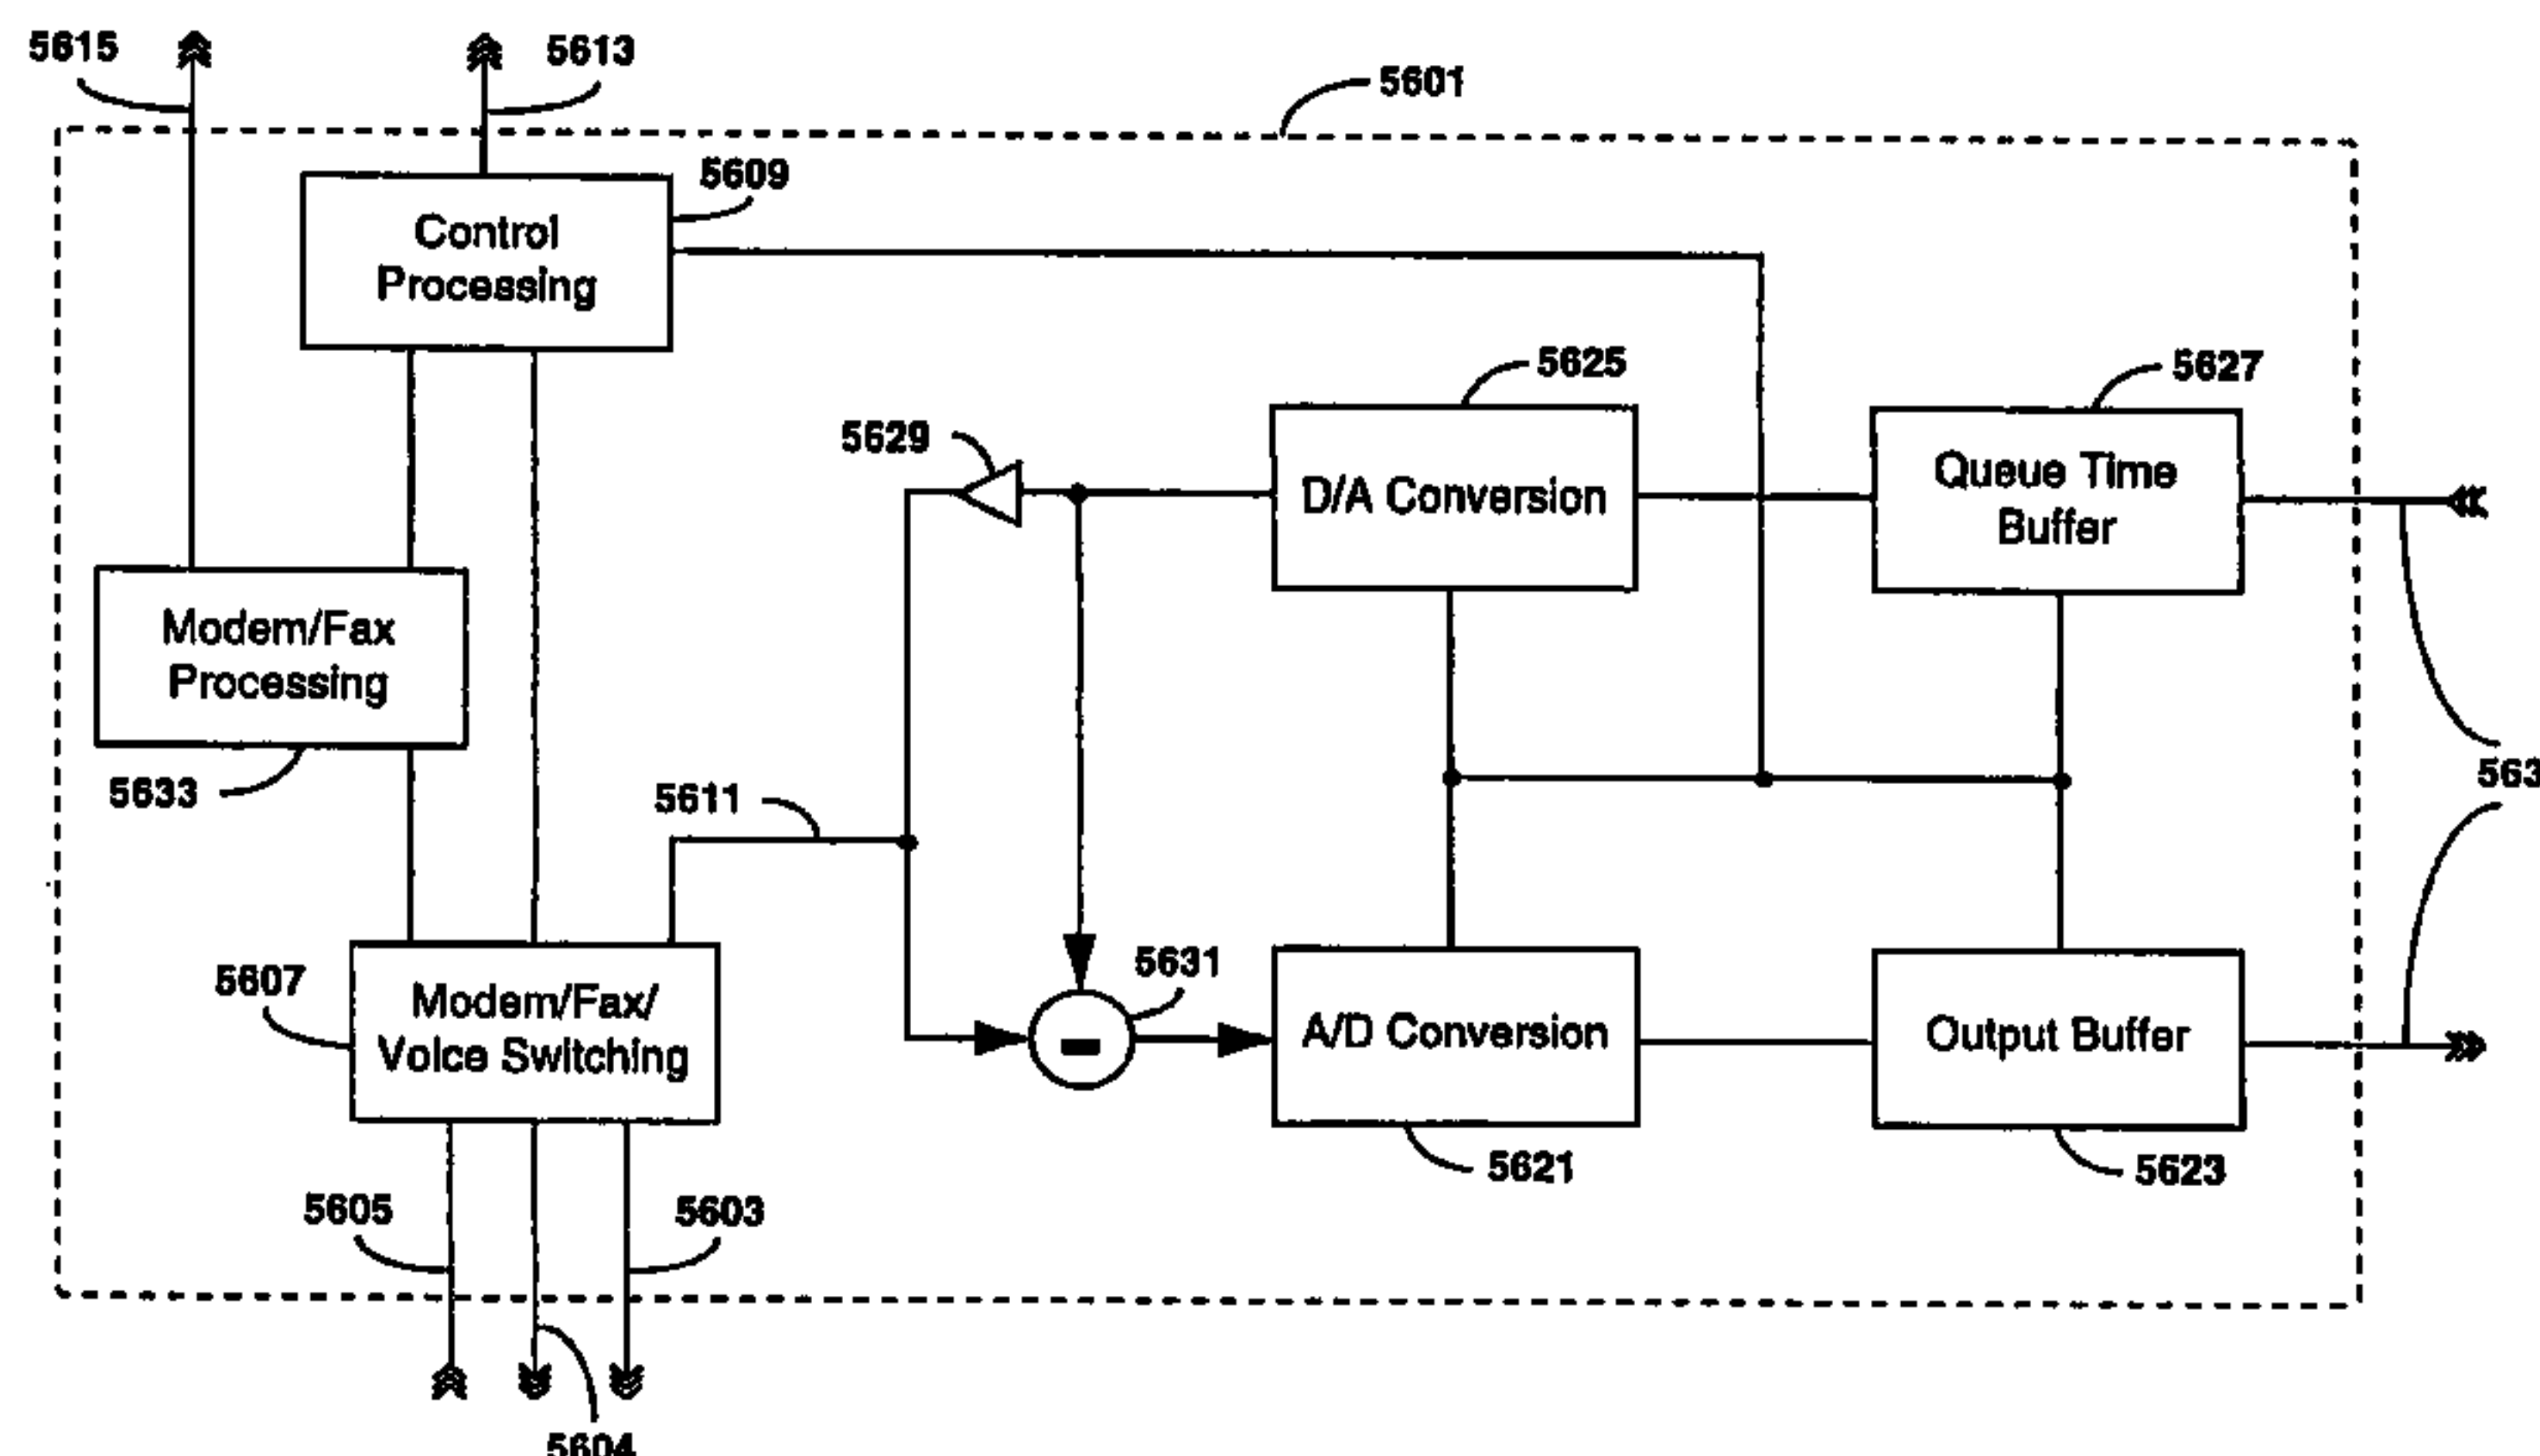 5615
5613
5601
5609
Control
Processing
5625
5627
5629
D/A Conversion
Queue Time
Buffer
Modem/Fax
Processing
5633
5611
563
5607
Modem/Fax/
Voice Switching
5631
-
A/D Conversion
Output Buffer
5621
5623
5605
5603
5604